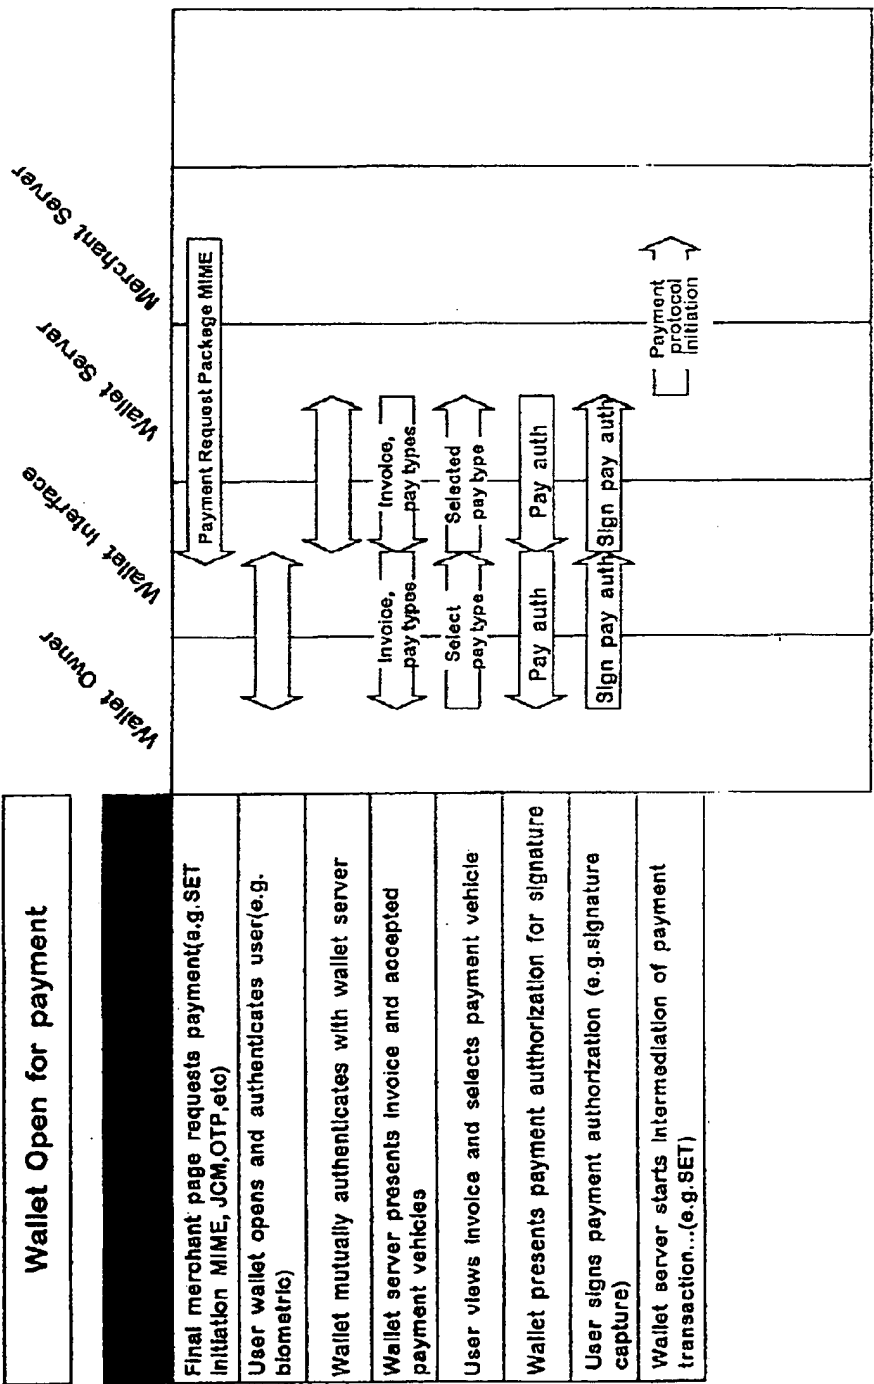 Wallet Open for payment
Wallet Owner
Wallet Interface
Wallet Server
Merchant Server
Final merchant page requests payment(e.g.SET
Initiation MIME, JCM,OTP,etc)
Payment Request Package MIME
User wallet opens and authenticates user(e.g.
biometric)
Wallet mutually authenticates with wallet server
Wallet server presents invoice and accepted
payment vehicles
Invoice,
pay types
Invoice,
pay types
User views invoice and selects payment vehicle
Select
pay type
Selected
pay type
Wallet presents payment autthorization for signature
Pay auth
Pay auth
User signs payment authorization (e.g.signature
capture)
Sign pay auth
Sign pay auth
Wallet server starts intermediation of payment
transaction...(e.g.SET)
Payment
protocol
initiation